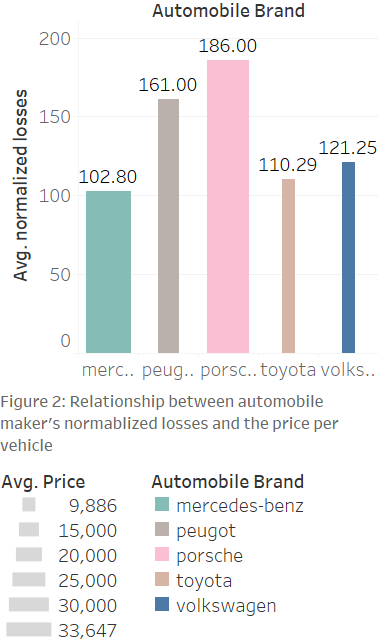 Automobile Brand
200
186.00
161.00
150
121.25
110.29
102.80
100
50
0
Avg. normalized losses
merc.. peug.. porsc.. toyota volks..
Figure 2: Relationship between automobile
maker's normablized losses and the price per
vehicle
Avg. Price
9,886
15,000
20,000
25,000
30,000
33,647
Automobile Brand
mercedes-benz
peugot
porsche
toyota
volkswagen